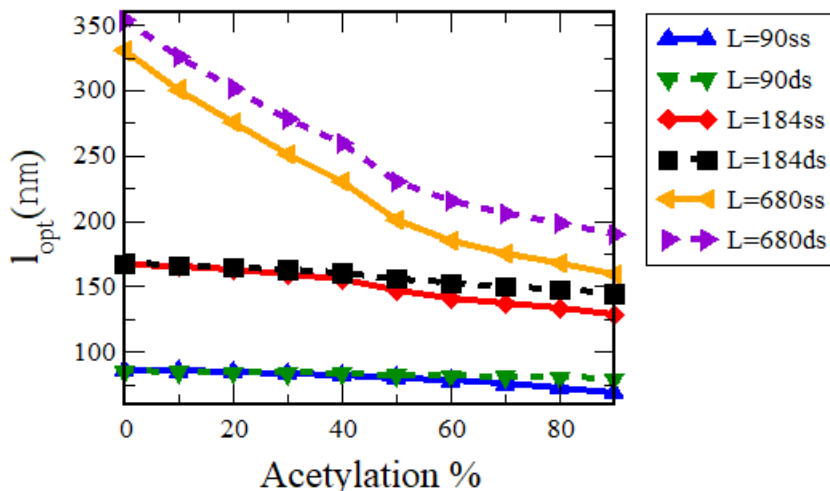 350
300
250
200
150
100
l_opt(nm)
0 20 40 60 80
Acetylation %
L=90ss
L=90ds
L=184ss
L=184ds
L=680ss
L=680ds